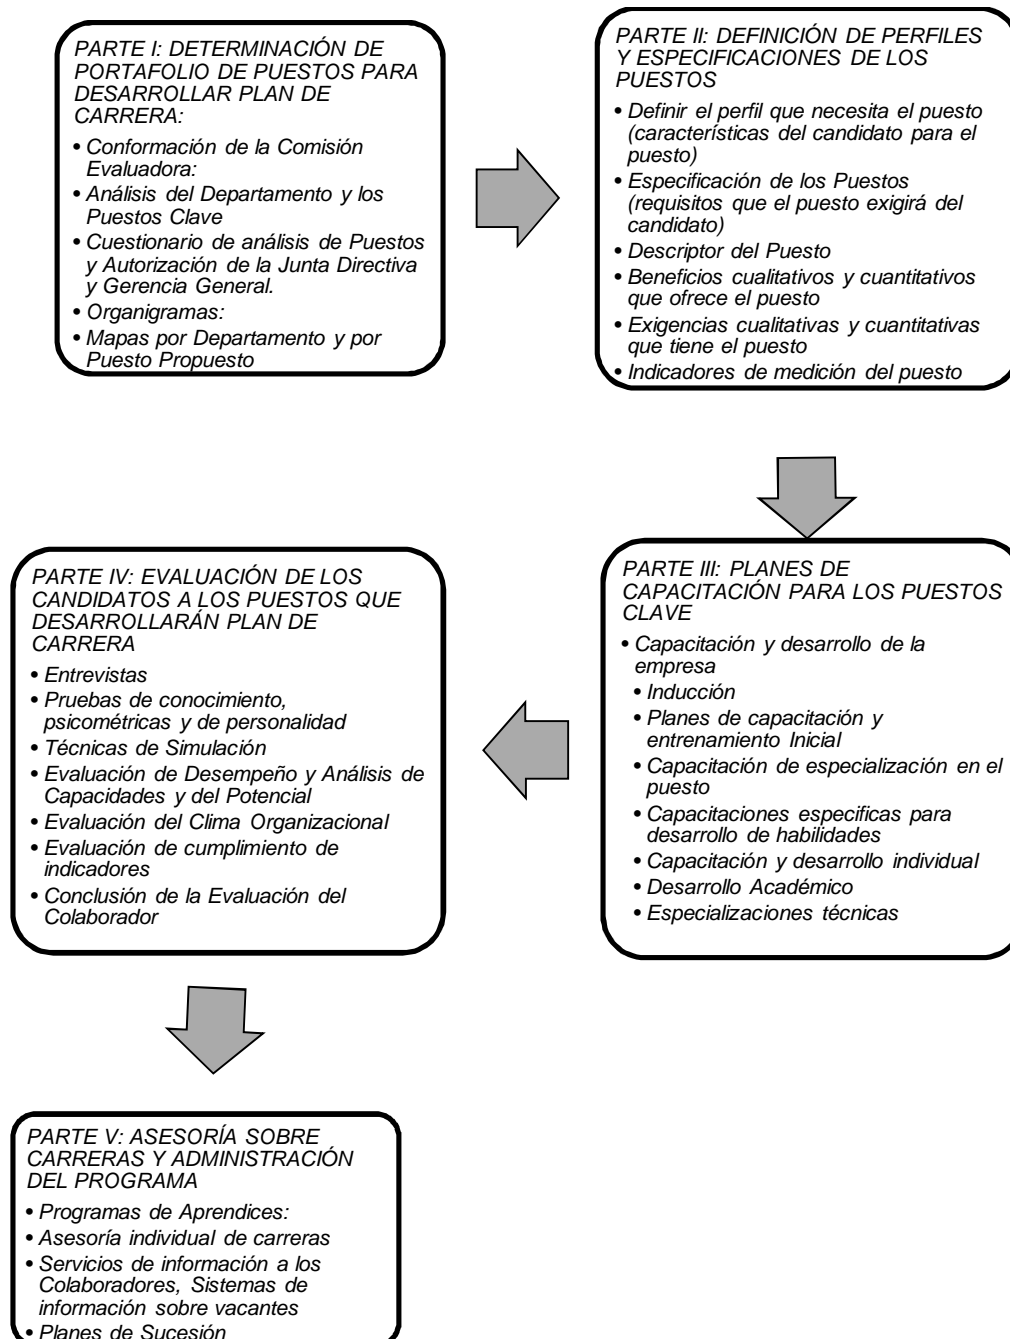 PARTE I: DETERMINACIÓN DE
PORTAFOLIO DE PUESTOS PARA
DESARROLLAR PLAN DE
CARRERA:
• Conformación de la Comisión
Evaluadora:
• Análisis del Departamento y los
Puestos Clave
• Cuestionario de análisis de Puestos
y Autorización de la Junta Directiva
y Gerencia General.
• Organigramas:
• Mapas por Departamento y por
Puesto Propuesto
PARTE II: DEFINICIÓN DE PERFILES
Y ESPECIFICACIONES DE LOS
PUESTOS
• Definir el perfil que necesita el puesto
(características del candidato para el
puesto)
• Especificación de los Puestos
(requisitos que el puesto exigirá del
candidato)
• Descriptor del Puesto
• Beneficios cualitativos y cuantitativos
que ofrece el puesto
• Exigencias cualitativas y cuantitativas
que tiene el puesto
• Indicadores de medición del puesto
PARTE III: PLANES DE
CAPACITACIÓN PARA LOS PUESTOS
CLAVE
• Capacitación y desarrollo de la
empresa
• Inducción
• Planes de capacitación y
entrenamiento Inicial
• Capacitación de especialización en el
puesto
• Capacitaciones especificas para
desarrollo de habilidades
• Capacitación y desarrollo individual
• Desarrollo Académico
• Especializaciones técnicas
PARTE IV: EVALUACIÓN DE LOS
CANDIDATOS A LOS PUESTOS QUE
DESARROLLARÁN PLAN DE
CARRERA
• Entrevistas
• Pruebas de conocimiento,
psicométricas y de personalidad
• Técnicas de Simulación
• Evaluación de Desempeño y Análisis de
Capacidades y del Potencial
• Evaluación del Clima Organizacional
• Evaluación de cumplimiento de
indicadores
• Conclusión de la Evaluación del
Colaborador
PARTE V: ASESORÍA SOBRE
CARRERAS Y ADMINISTRACIÓN
DEL PROGRAMA
• Programas de Aprendices:
• Asesoría individual de carreras
• Servicios de información a los
Colaboradores, Sistemas de
información sobre vacantes
• Planes de Sucesión